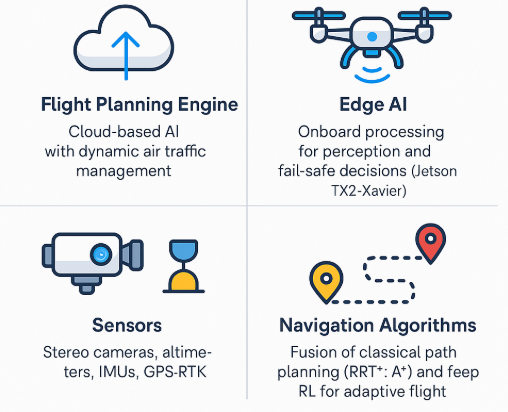 Flight Planning Engine
Cloud-based AI
with dynamic air traffic
management
Edge AI
Onboard processing
for perception and
fail-safe decisions (Jetson
TX2-Xavier)
Sensors
Stereo cameras, altime-
ters, IMUs, GPS-RTK
Navigation Algorithms
Fusion of classical path
planning (RRT⁺: A⁺) and feep
RL for adaptive flight